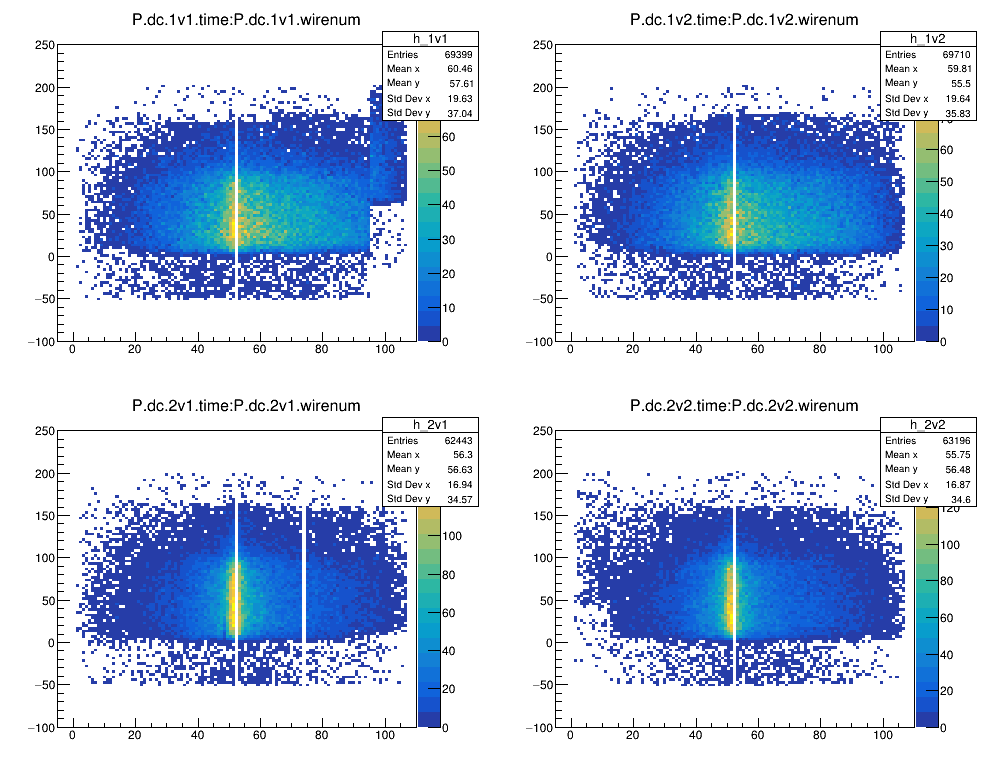 P.dc.1v1.time:P.dc.1v1.wirenum
h_1v1
Entries 69399
Mean x 60.46
Mean y 57.61
Std Dev x 19.63
Std Dev y 37.04
250
200
150
100
50
0
−50
−100
0 20 40 60 80 100
60
50
40
30
20
10
0
P.dc.1v2.time:P.dc.1v2.wirenum
h_1v2
Entries 69710
Mean x 59.81
Mean y 55.5
Std Dev x 19.64
Std Dev y 35.83
250
200
150
100
50
0
−50
−100
0 20 40 60 80 100
60
50
40
30
20
10
0
P.dc.2v1.time:P.dc.2v1.wirenum
h_2v1
Entries 62443
Mean x 56.3
Mean y 56.63
Std Dev x 16.94
Std Dev y 34.57
250
200
150
100
50
0
−50
−100
0 20 40 60 80 100
100
80
60
40
20
0
P.dc.2v2.time:P.dc.2v2.wirenum
h_2v2
Entries 63196
Mean x 55.75
Mean y 56.48
Std Dev x 16.87
Std Dev y 34.6
250
200
150
100
50
0
−50
−100
0 20 40 60 80 100
120
100
80
60
40
20
0